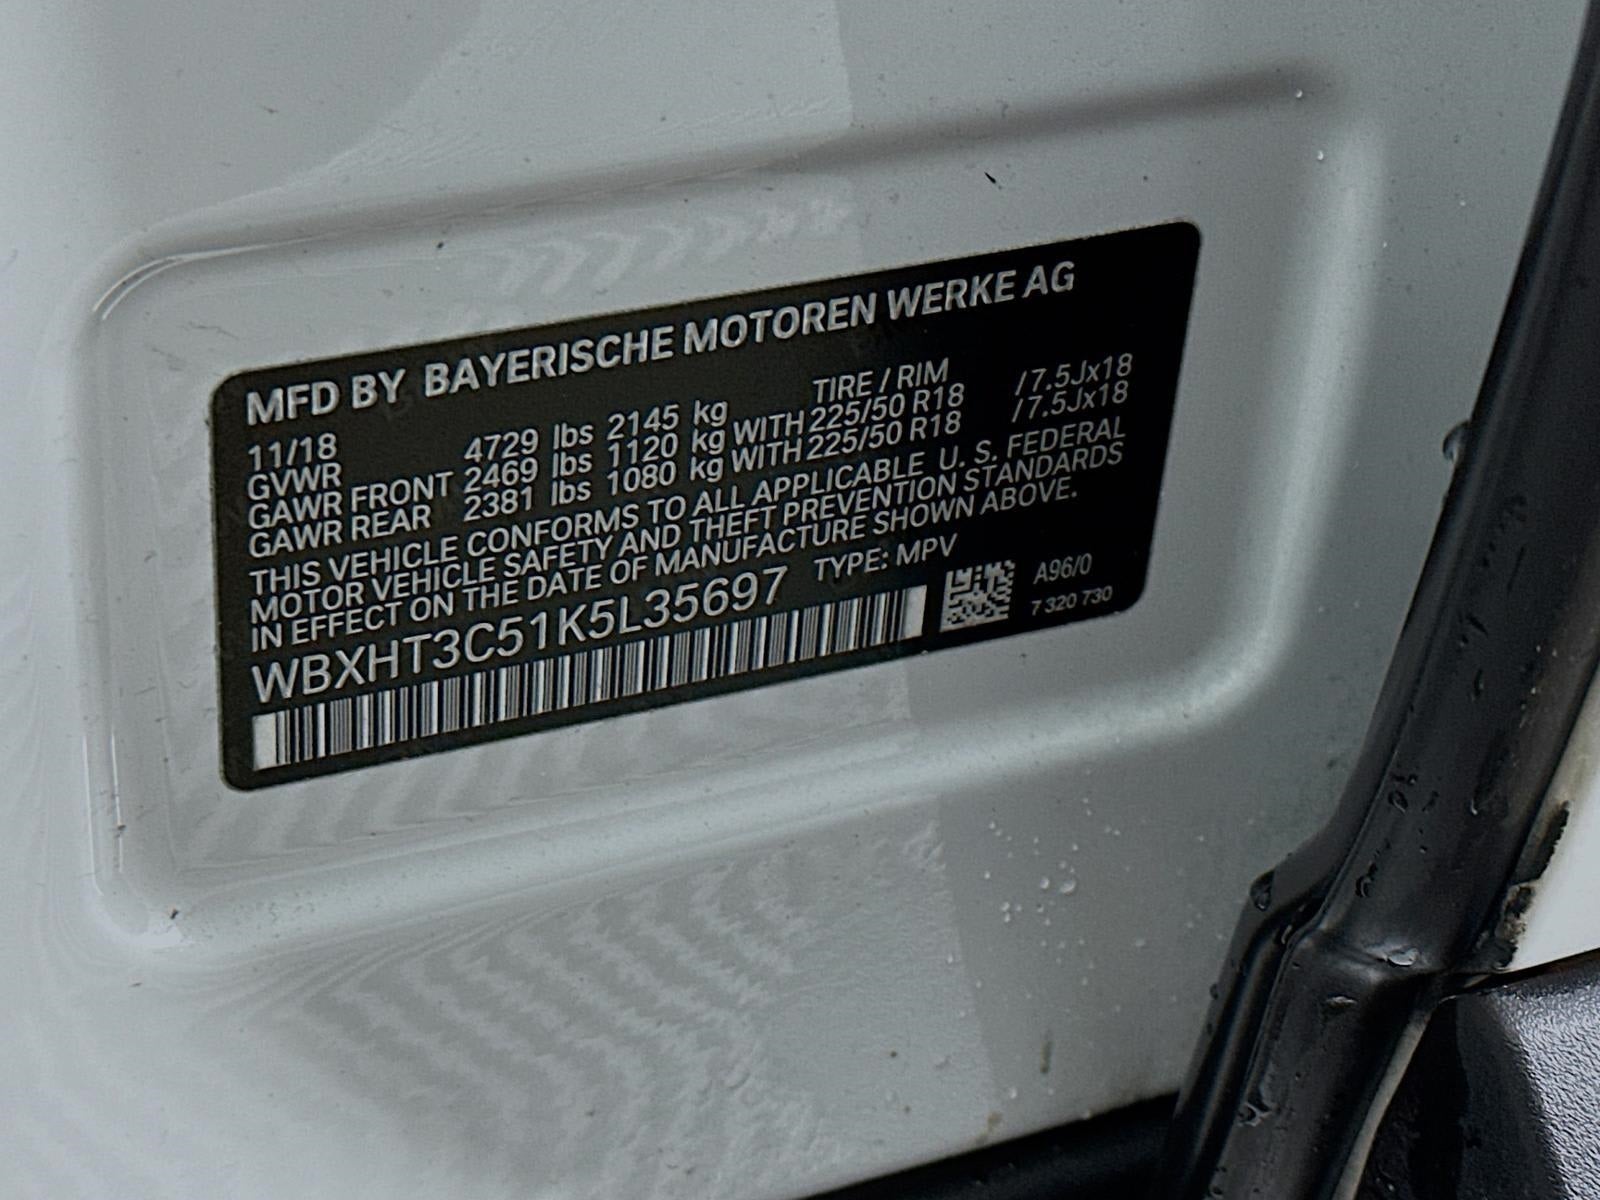 MFD BY BAYERISCHE MOTOREN WERKE AG
11/18 TIRE / RIM
GVWR 4729 lbs 2145 kg
GAWR FRONT 2469 lbs 1120 kg WITH 225/50 R18 /7.5Jx18
GAWR REAR 2381 lbs 1080 kg WITH 225/50 R18 /7.5Jx18
THIS VEHICLE CONFORMS TO ALL APPLICABLE U. S. FEDERAL
MOTOR VEHICLE SAFETY AND THEFT PREVENTION STANDARDS
IN EFFECT ON THE DATE OF MANUFACTURE SHOWN ABOVE.
WBXHT3C51K5L35697 TYPE: MPV
A96/0
7 320 730